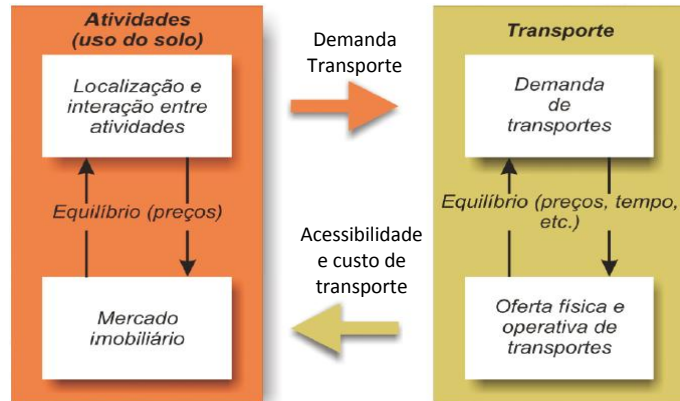 Atividades
(uso do solo)
Localização e
interação entre
atividades
Equilíbrio (preços)
Mercado
imobiliário
Demanda
Transporte
Acessibilidade
e custo de
transporte
Transporte
Demanda
de
transportes
Equilíbrio (preços, tempo,
etc.)
Oferta física e
operativa de
transportes